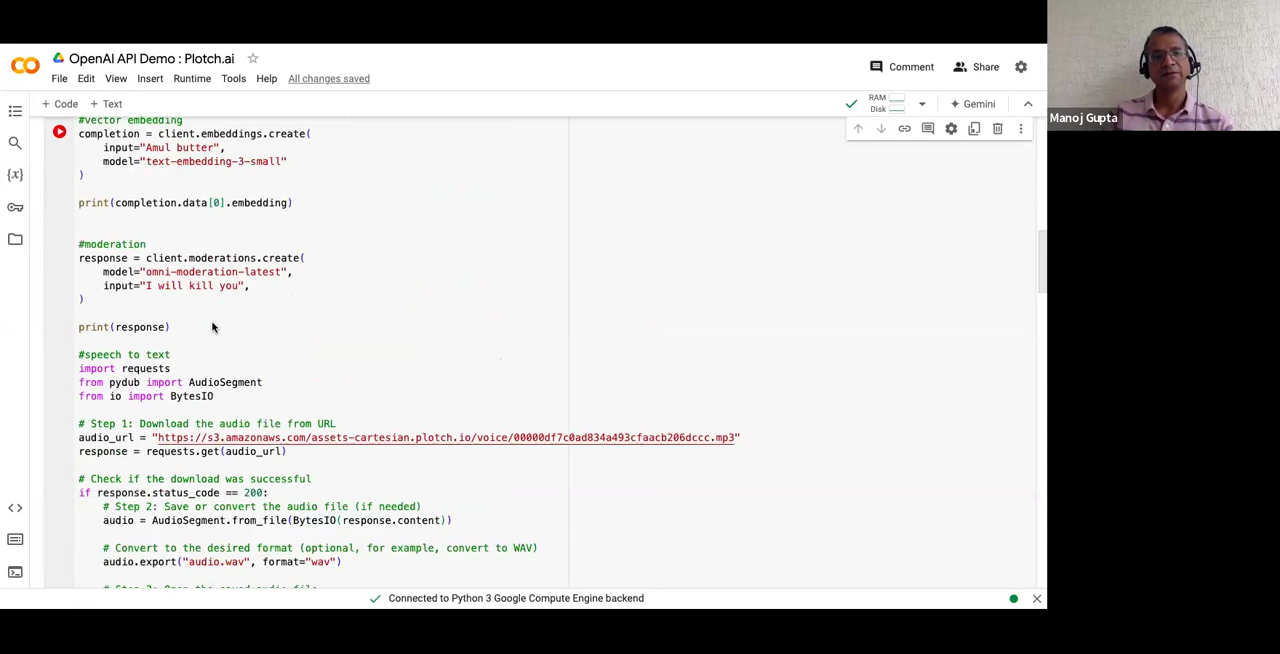 OpenAI API Demo : Plotch.ai
File Edit View Insert Runtime Tools Help All changes saved
Comment Share
+ Code + Text
RAM
Disk
Gemini
#vector embedding
completion = client.embeddings.create(
input="Amul butter",
model="text-embedding-3-small"
)
print(completion.data[0].embedding)
#moderation
response = client.moderations.create(
model="omni-moderation-latest",
input="I will kill you",
)
print(response)
#speech to text
import requests
from pydub import AudioSegment
from io import BytesIO
# Step 1: Download the audio file from URL
audio_url = "https://s3.amazonaws.com/assets-cartesian.plotch.io/voice/00000df7c0ad834a493cfaacb206dccc.mp3"
response = requests.get(audio_url)
# Check if the download was successful
if response.status_code == 200:
# Step 2: Save or convert the audio file (if needed)
audio = AudioSegment.from_file(BytesIO(response.content))
# Convert to the desired format (optional, for example, convert to WAV)
audio.export("audio.wav", format="wav")
# Step 3: Open the saved audio file
Connected to Python 3 Google Compute Engine backend
Manoj Gupta